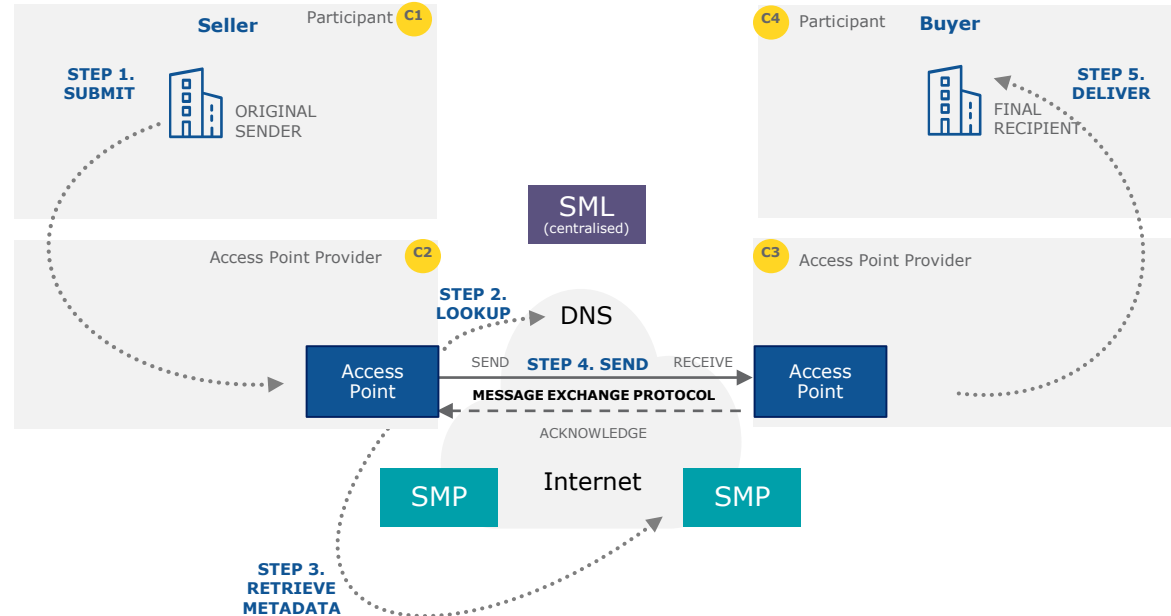 Participant
C1
Seller
STEP 1.
SUBMIT
ORIGINAL
SENDER
C4
Participant
Buyer
STEP 5.
DELIVER
FINAL
RECIPIENT
SML
(centralised)
Access Point Provider
C2
C3
Access Point Provider
STEP 2.
LOOKUP
DNS
Access
Point
SEND
STEP 4. SEND
RECEIVE
MESSAGE EXCHANGE PROTOCOL
ACKNOWLEDGE
Access
Point
Internet
SMP
SMP
STEP 3.
RETRIEVE
METADATA